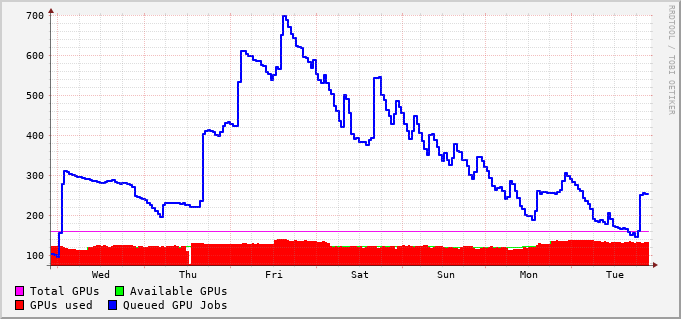 700
600
500
400
300
200
100
Wed Thu Fri Sat Sun Mon Tue
Total GPUs Available GPUs
GPUs used Queued GPU Jobs
RRDTOOL / TOBI OETIKER